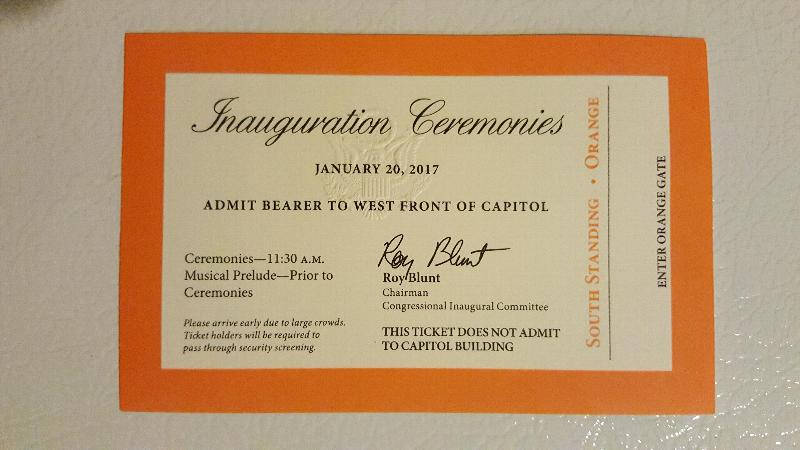 Inauguration Ceremonies
JANUARY 20, 2017
ADMIT BEARER TO WEST FRONT OF CAPITOL
Ceremonies—11:30 A.M.
Musical Prelude—Prior to
Ceremonies
Please arrive early due to large crowds.
Ticket holders will be required to
pass through security screening.
Roy Blunt
Roy Blunt
Chairman
Congressional Inaugural Committee
THIS TICKET DOES NOT ADMIT
TO CAPITOL BUILDING
SOUTH STANDING • ORANGE
ENTER ORANGE GATE